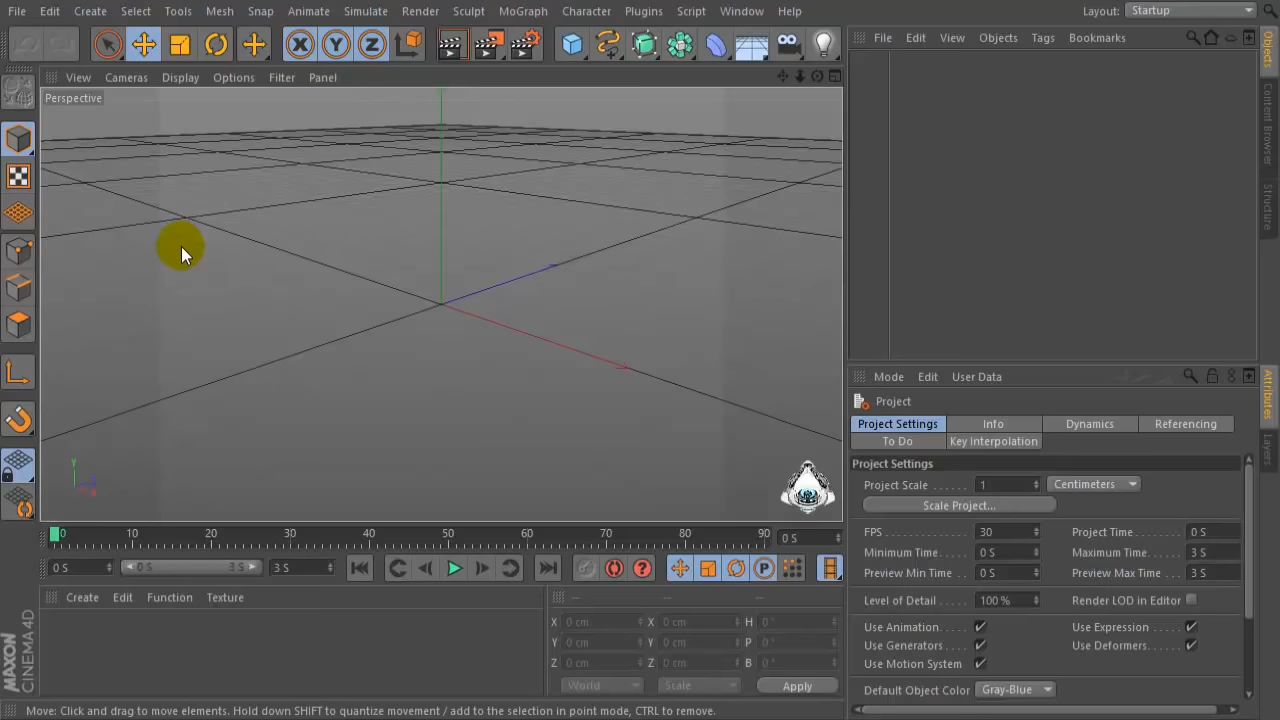 File Edit Create Select Tools Mesh Snap Animate Simulate Render Sculpt MoGraph Character Plugins Script Window Help Layout: Startup
X Y Z
File Edit View Objects Tags Bookmarks
View Cameras Display Options Filter Panel
Perspective
Objects
Content Browser
Structure
Mode Edit User Data
Project
Project Settings Info Dynamics Referencing
To Do Key Interpolation
Attributes
Layers
Project Settings
Project Scale 1 Centimeters
Scale Project...
FPS 30 Project Time 0 S
Minimum Time 0 S Maximum Time 3 S
Preview Min Time 0 S Preview Max Time 3 S
Level of Detail 100 % Render LOD in Editor
Use Animation Use Expression
Use Generators Use Deformers
Use Motion System
Default Object Color Gray-Blue
Y
0 10 20 30 40 50 60 70 80 90 0 S
0 S 0 S 3 S 3 S
P
Create Edit Function Texture
-- -- --
X 0 cm X 0 cm H 0 °
Y 0 cm Y 0 cm P 0 °
Z 0 cm Z 0 cm B 0 °
World Scale Apply
MAXON
CINEMA 4D
Move: Click and drag to move elements. Hold down SHIFT to quantize movement / add to the selection in point mode, CTRL to remove.